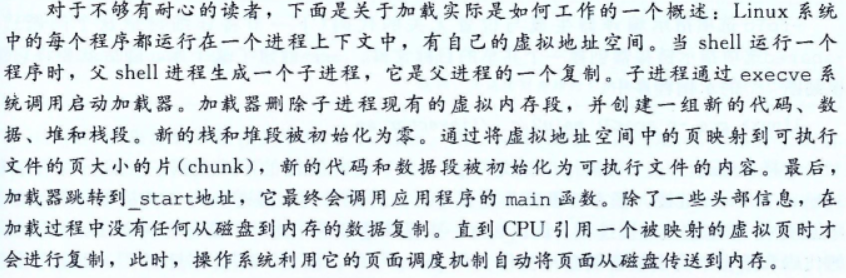 对于不够有耐心的读者，下面是关于加载实际是如何工作的一个概述：Linux 系统
中的每个程序都运行在一个进程上下文中，有自己的虚拟地址空间。当 shell 运行一个
程序时，父 shell 进程生成一个子进程，它是父进程的一个复制。子进程通过 execve 系
统调用启动加载器。加载器删除子进程现有的虚拟内存段，并创建一组新的代码、数
据、堆和栈段。新的栈和堆段被初始化为零。通过将虚拟地址空间中的页映射到可执行
文件的页大小的片(chunk)，新的代码和数据段被初始化为可执行文件的内容。最后，
加载器跳转到_start地址，它最终会调用应用程序的 main 函数。除了一些头部信息，在
加载过程中没有任何从磁盘到内存的数据复制。直到 CPU 引用一个被映射的虚拟页时才
会进行复制，此时，操作系统利用它的页面调度机制自动将页面从磁盘传送到内存。